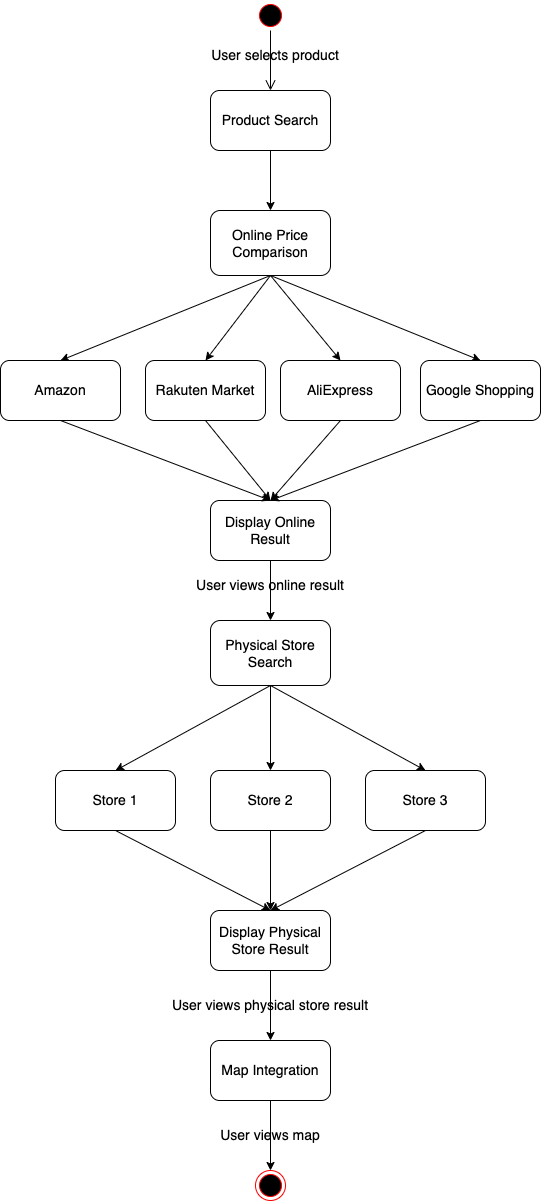 User selects product
Product Search
Online Price
Comparison
Amazon
Rakuten Market
AliExpress
Google Shopping
Display Online
Result
User views online result
Physical Store
Search
Store 1
Store 2
Store 3
Display Physical
Store Result
User views physical store result
Map Integration
User views map